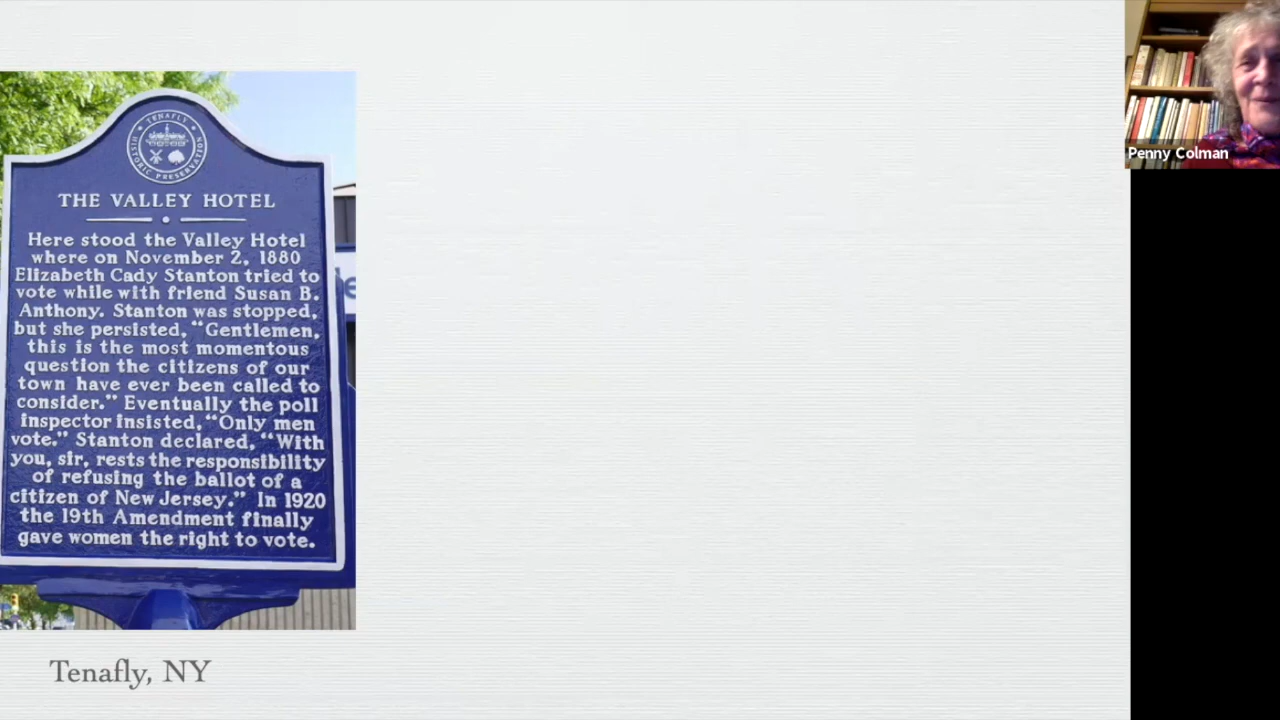 TENAFLY
HISTORIC PRESERVATION
THE VALLEY HOTEL
Here stood the Valley Hotel
where on November 2, 1880
Elizabeth Cady Stanton tried to
vote while with friend Susan B.
Anthony. Stanton was stopped,
but she persisted, “Gentlemen,
this is the most momentous
question the citizens of our
town have ever been called to
consider.” Eventually the poll
inspector insisted, “Only men
vote.” Stanton declared, “With
you, sir, rests the responsibility
of refusing the ballot of a
citizen of New Jersey.” In 1920
the 19th Amendment finally
gave women the right to vote.
Tenafly, NY
Penny Colman